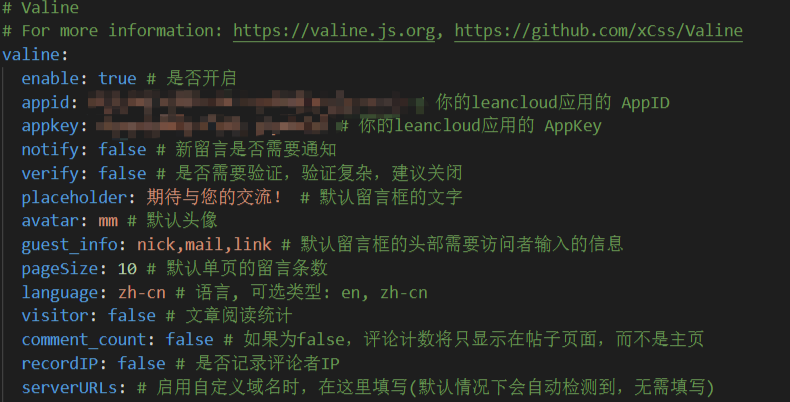 # Valine
# For more information: https://valine.js.org, https://github.com/xCss/Valine
valine:
enable: true # 是否开启
appid: # 你的leancloud应用的 AppID
appkey: # 你的leancloud应用的 AppKey
notify: false # 新留言是否需要通知
verify: false # 是否需要验证，验证复杂，建议关闭
placeholder: 期待与您的交流！ # 默认留言框的文字
avatar: mm # 默认头像
guest_info: nick,mail,link # 默认留言框的头部需要访问者输入的信息
pageSize: 10 # 默认单页的留言条数
language: zh-cn # 语言, 可选类型: en, zh-cn
visitor: false # 文章阅读统计
comment_count: false # 如果为false，评论计数将只显示在帖子页面，而不是主页
recordIP: false # 是否记录评论者IP
serverURLs: # 启用自定义域名时，在这里填写(默认情况下会自动检测到，无需填写)